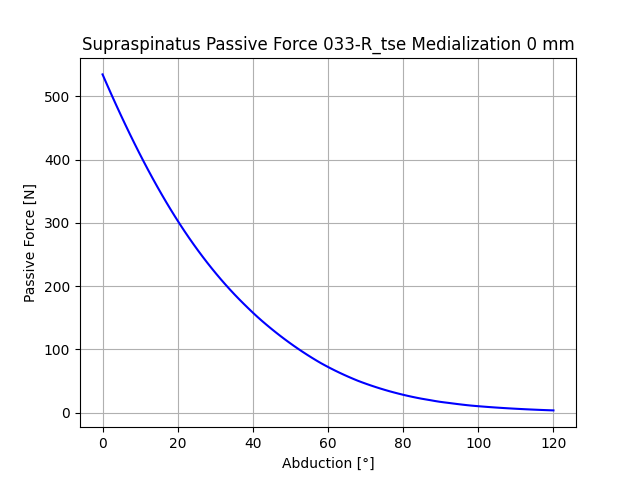 Supraspinatus Passive Force 033-R_tse Medialization 0 mm
Passive Force [N]
500
400
300
200
100
0
0 20 40 60 80 100 120
Abduction [°]